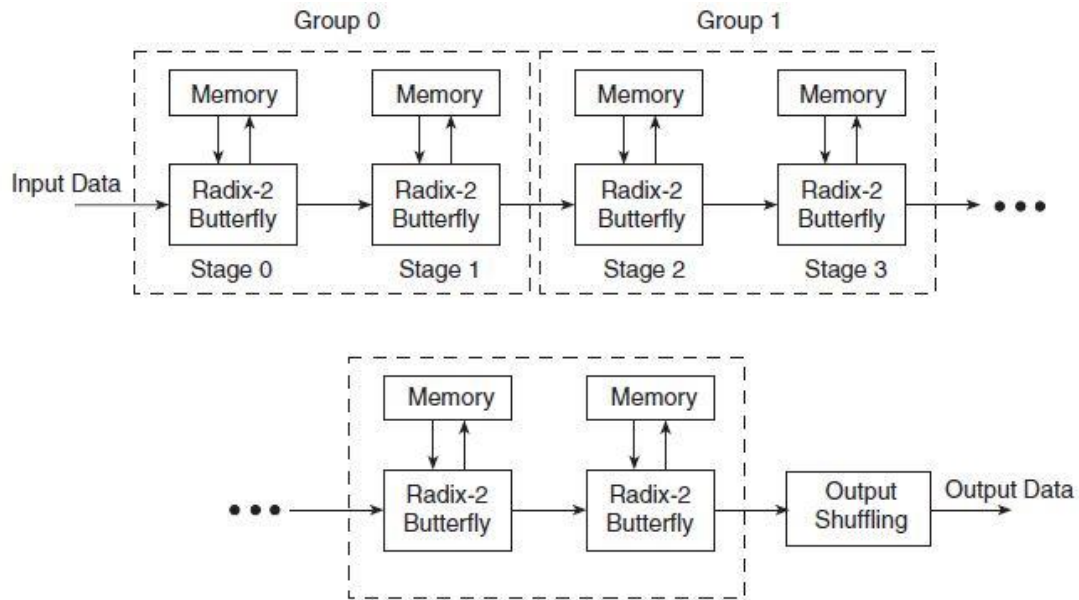 Group 0
Group 1
Memory
Memory
Memory
Memory
Input Data
Radix-2
Butterfly
Radix-2
Butterfly
Radix-2
Butterfly
Radix-2
Butterfly
Stage 0
Stage 1
Stage 2
Stage 3
Memory
Memory
Radix-2
Butterfly
Radix-2
Butterfly
Output
Shuffling
Output Data